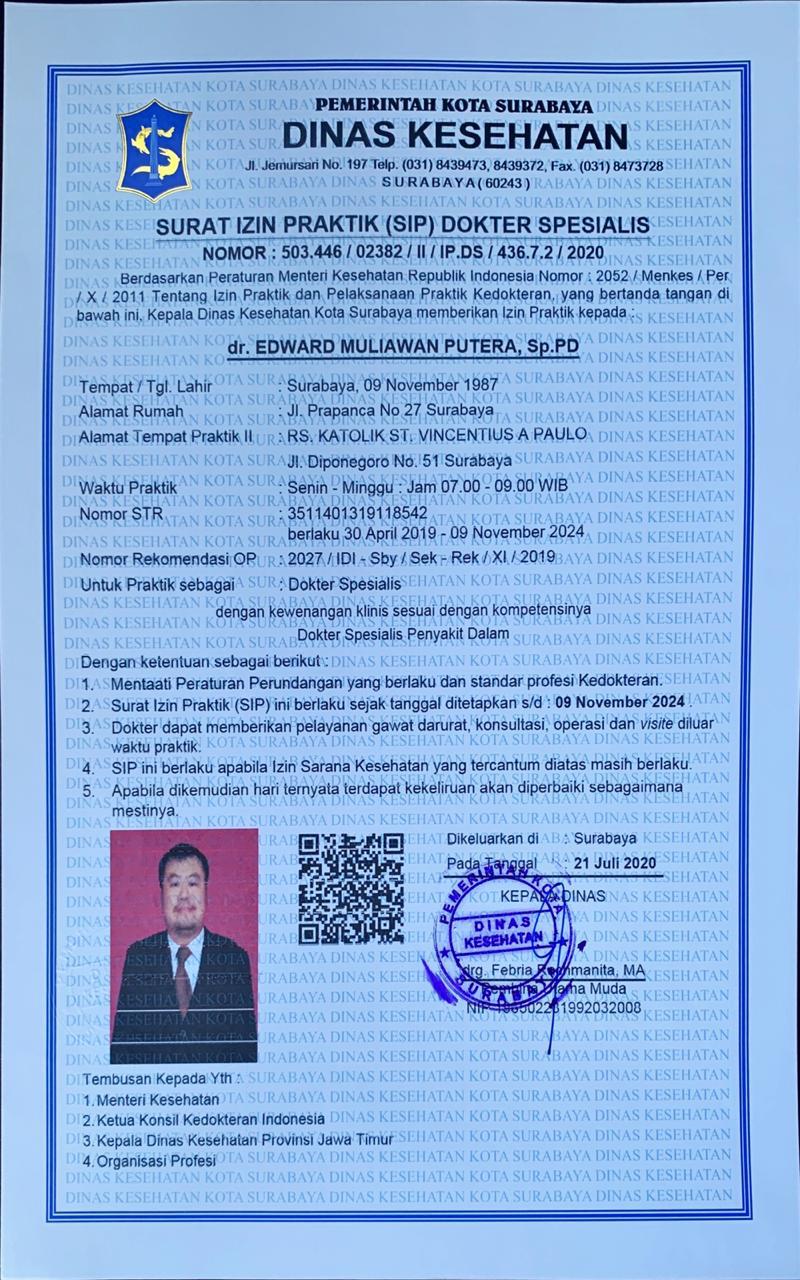 PEMERINTAH KOTA SURABAYA
DINAS KESEHATAN
Jl. Jemursari No. 197 Telp. (031) 8439473, 8439372, Fax. (031) 8473728
SURABAYA ( 60243 )
SURAT IZIN PRAKTIK (SIP) DOKTER SPESIALIS
NOMOR : 503.446 / 02382 / II / IP.DS / 436.7.2 / 2020
Berdasarkan Peraturan Menteri Kesehatan Republik Indonesia Nomor : 2052 / Menkes / Per
/ X / 2011 Tentang Izin Praktik dan Pelaksanaan Praktik Kedokteran, yang bertanda tangan di
bawah ini, Kepala Dinas Kesehatan Kota Surabaya memberikan Izin Praktik kepada :
dr. EDWARD MULIAWAN PUTERA, Sp.PD
Tempat / Tgl. Lahir : Surabaya, 09 November 1987
Alamat Rumah : Jl. Prapanca No 27 Surabaya
Alamat Tempat Praktik II : RS. KATOLIK ST. VINCENTIUS A PAULO
Jl. Diponegoro No. 51 Surabaya
Waktu Praktik : Senin - Minggu : Jam 07.00 - 09.00 WIB
Nomor STR : 3511401319118542
berlaku 30 April 2019 - 09 November 2024
Nomor Rekomendasi OP : 2027 / IDI - Sby / Sek - Rek / XI / 2019
Untuk Praktik sebagai : Dokter Spesialis
dengan kewenangan klinis sesuai dengan kompetensinya
Dokter Spesialis Penyakit Dalam
Dengan ketentuan sebagai berikut :
1. Mentaati Peraturan Perundangan yang berlaku dan standar profesi Kedokteran.
2. Surat Izin Praktik (SIP) ini berlaku sejak tanggal ditetapkan s/d : 09 November 2024 .
3. Dokter dapat memberikan pelayanan gawat darurat, konsultasi, operasi dan visite diluar
waktu praktik.
4. SIP ini berlaku apabila Izin Sarana Kesehatan yang tercantum diatas masih berlaku.
5. Apabila dikemudian hari ternyata terdapat kekeliruan akan diperbaiki sebagaimana
mestinya.
Dikeluarkan di : Surabaya
Pada Tanggal : 21 Juli 2020
KEPALA DINAS
PEMERINTAH KOTA
DINAS
KESEHATAN
SURABAYA
drg. Febria Rachmanita, MA
Pembina Utama Muda
NIP
Tembusan Kepada Yth :
1. Menteri Kesehatan
2. Ketua Konsil Kedokteran Indonesia
3. Kepala Dinas Kesehatan Provinsi Jawa Timur
4. Organisasi Profesi